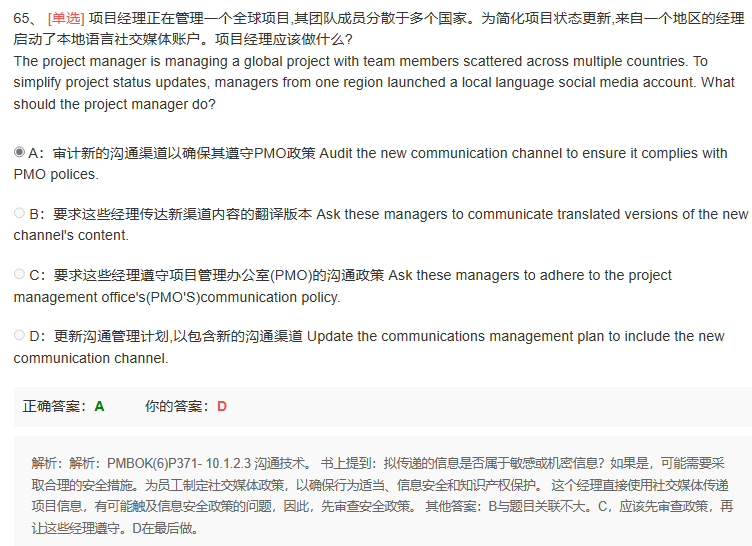 65、 [单选] 项目经理正在管理一个全球项目,其团队成员分散于多个国家。为简化项目状态更新,来自一个地区的经理
启动了本地语言社交媒体账户。项目经理应该做什么?
The project manager is managing a global project with team members scattered across multiple countries. To
simplify project status updates, managers from one region launched a local language social media account. What
should the project manager do?
A：审计新的沟通渠道以确保其遵守PMO政策 Audit the new communication channel to ensure it complies with
PMO polices.
B：要求这些经理传达新渠道内容的翻译版本 Ask these managers to communicate translated versions of the new
channel's content.
C：要求这些经理遵守项目管理办公室(PMO)的沟通政策 Ask these managers to adhere to the project
management office's(PMO'S)communication policy.
D：更新沟通管理计划,以包含新的沟通渠道 Update the communications management plan to include the new
communication channel.
正确答案：A 你的答案：D
解析：解析：PMBOK(6)P371- 10.1.2.3 沟通技术。 书上提到：拟传递的信息是否属于敏感或机密信息？如果是，可能需要采
取合理的安全措施。为员工制定社交媒体政策，以确保行为适当、信息安全和知识产权保护。 这个经理直接使用社交媒体传递
项目信息，有可能触及信息安全政策的问题，因此，先审查安全政策。 其他答案：B与题目关联不大。C，应该先审查政策，再
让这些经理遵守。D在最后做。